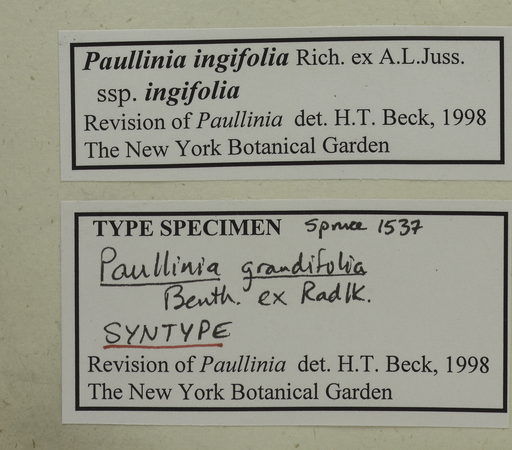 Paullinia ingifolia Rich. ex A.L.Juss.
ssp. ingifolia
Revision of Paullinia det. H.T. Beck, 1998
The New York Botanical Garden
TYPE SPECIMEN Spruce 1537
Paullinia grandifolia
Benth. ex Radlk.
SYNTYPE
Revision of Paullinia det. H.T. Beck, 1998
The New York Botanical Garden